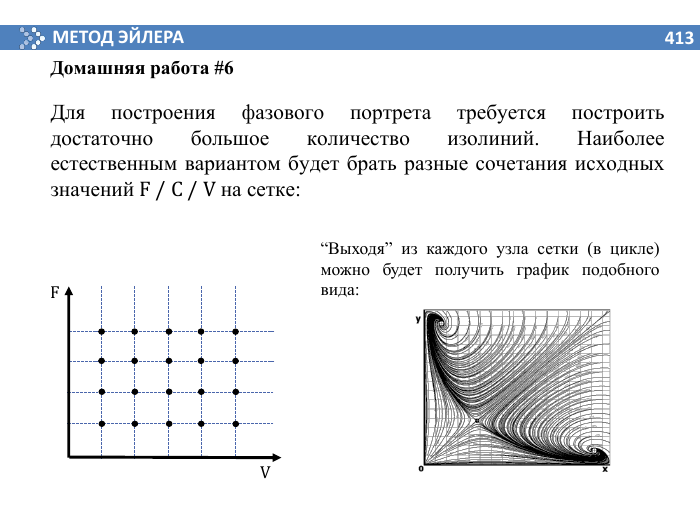 МЕТОД ЭЙЛЕРА 413
Домашняя работа #6
Для построения фазового портрета требуется построить
достаточно большое количество изолиний. Наиболее
естественным вариантом будет брать разные сочетания исходных
значений F / C / V на сетке:
“Выходя” из каждого узла сетки (в цикле)
можно будет получить график подобного
вида:
F
V
y
0
x